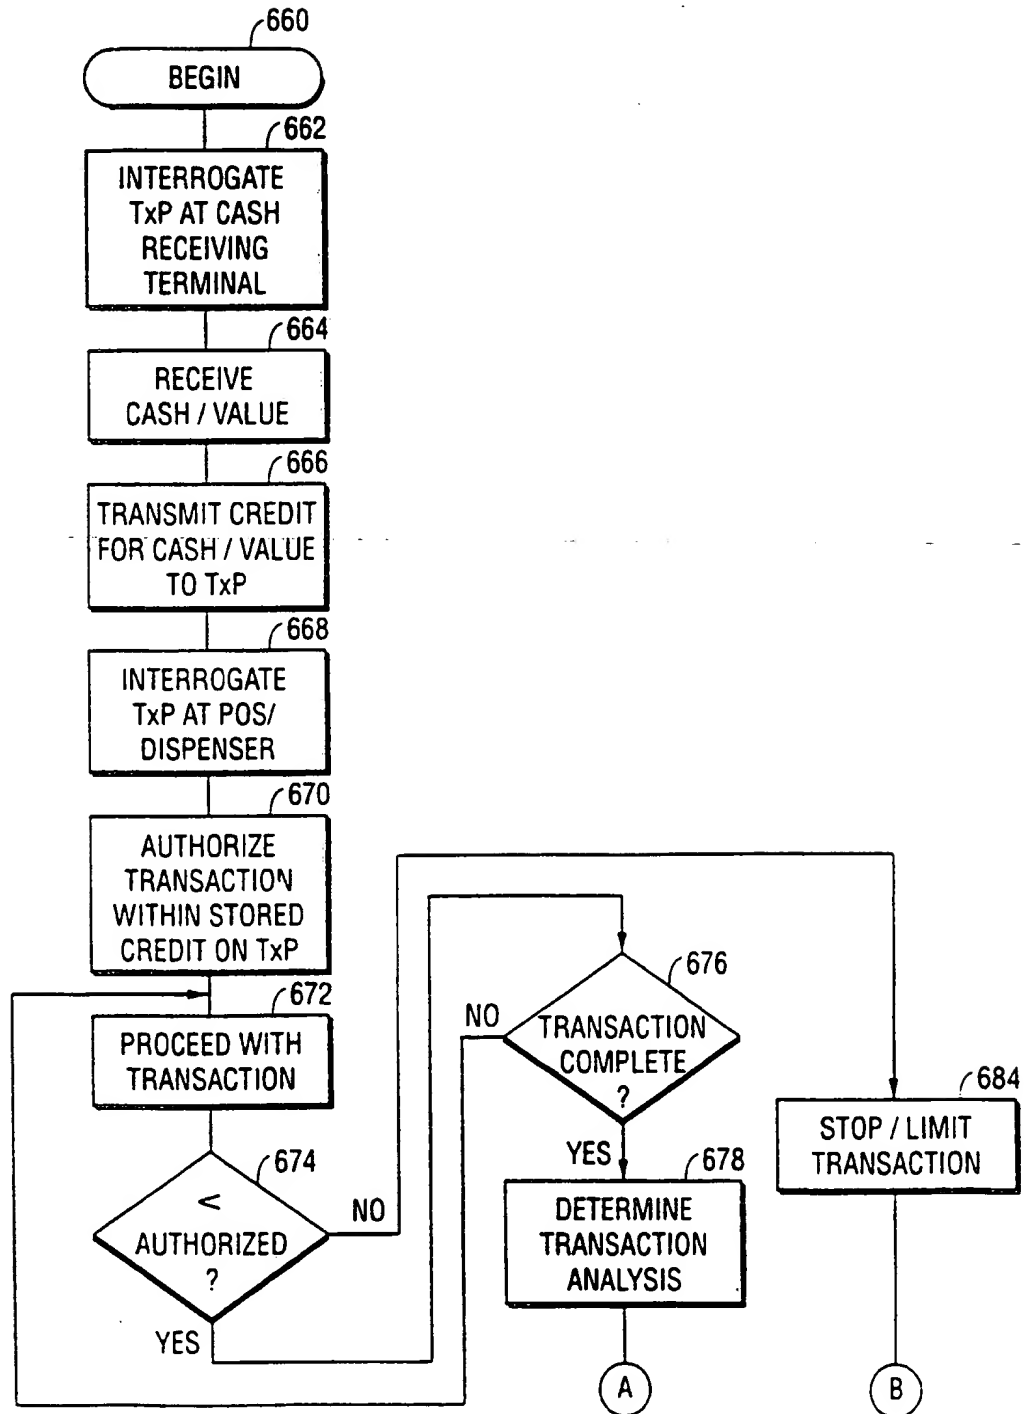 660
BEGIN
662
INTERROGATE
TxP AT CASH
RECEIVING
TERMINAL
664
RECEIVE
CASH / VALUE
666
TRANSMIT CREDIT
FOR CASH / VALUE
TO TxP
668
INTERROGATE
TxP AT POS/
DISPENSER
670
AUTHORIZE
TRANSACTION
WITHIN STORED
CREDIT ON TxP
672
PROCEED WITH
TRANSACTION
674
<
AUTHORIZED
?
NO
YES
676
TRANSACTION
COMPLETE
?
NO
YES
678
DETERMINE
TRANSACTION
ANALYSIS
A
684
STOP / LIMIT
TRANSACTION
B